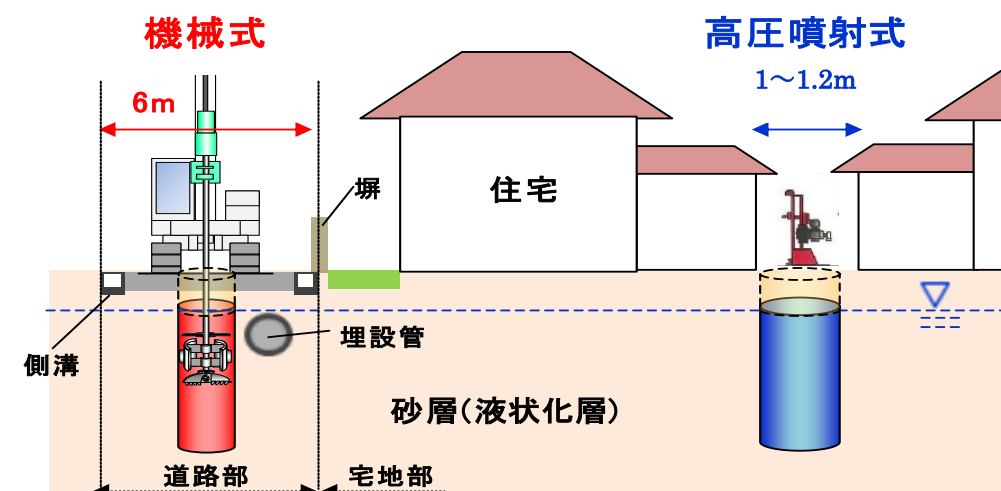 機械式
高圧噴射式
6m
1～1.2m
塀
住宅
埋設管
側溝
砂層(液状化層)
道路部
宅地部